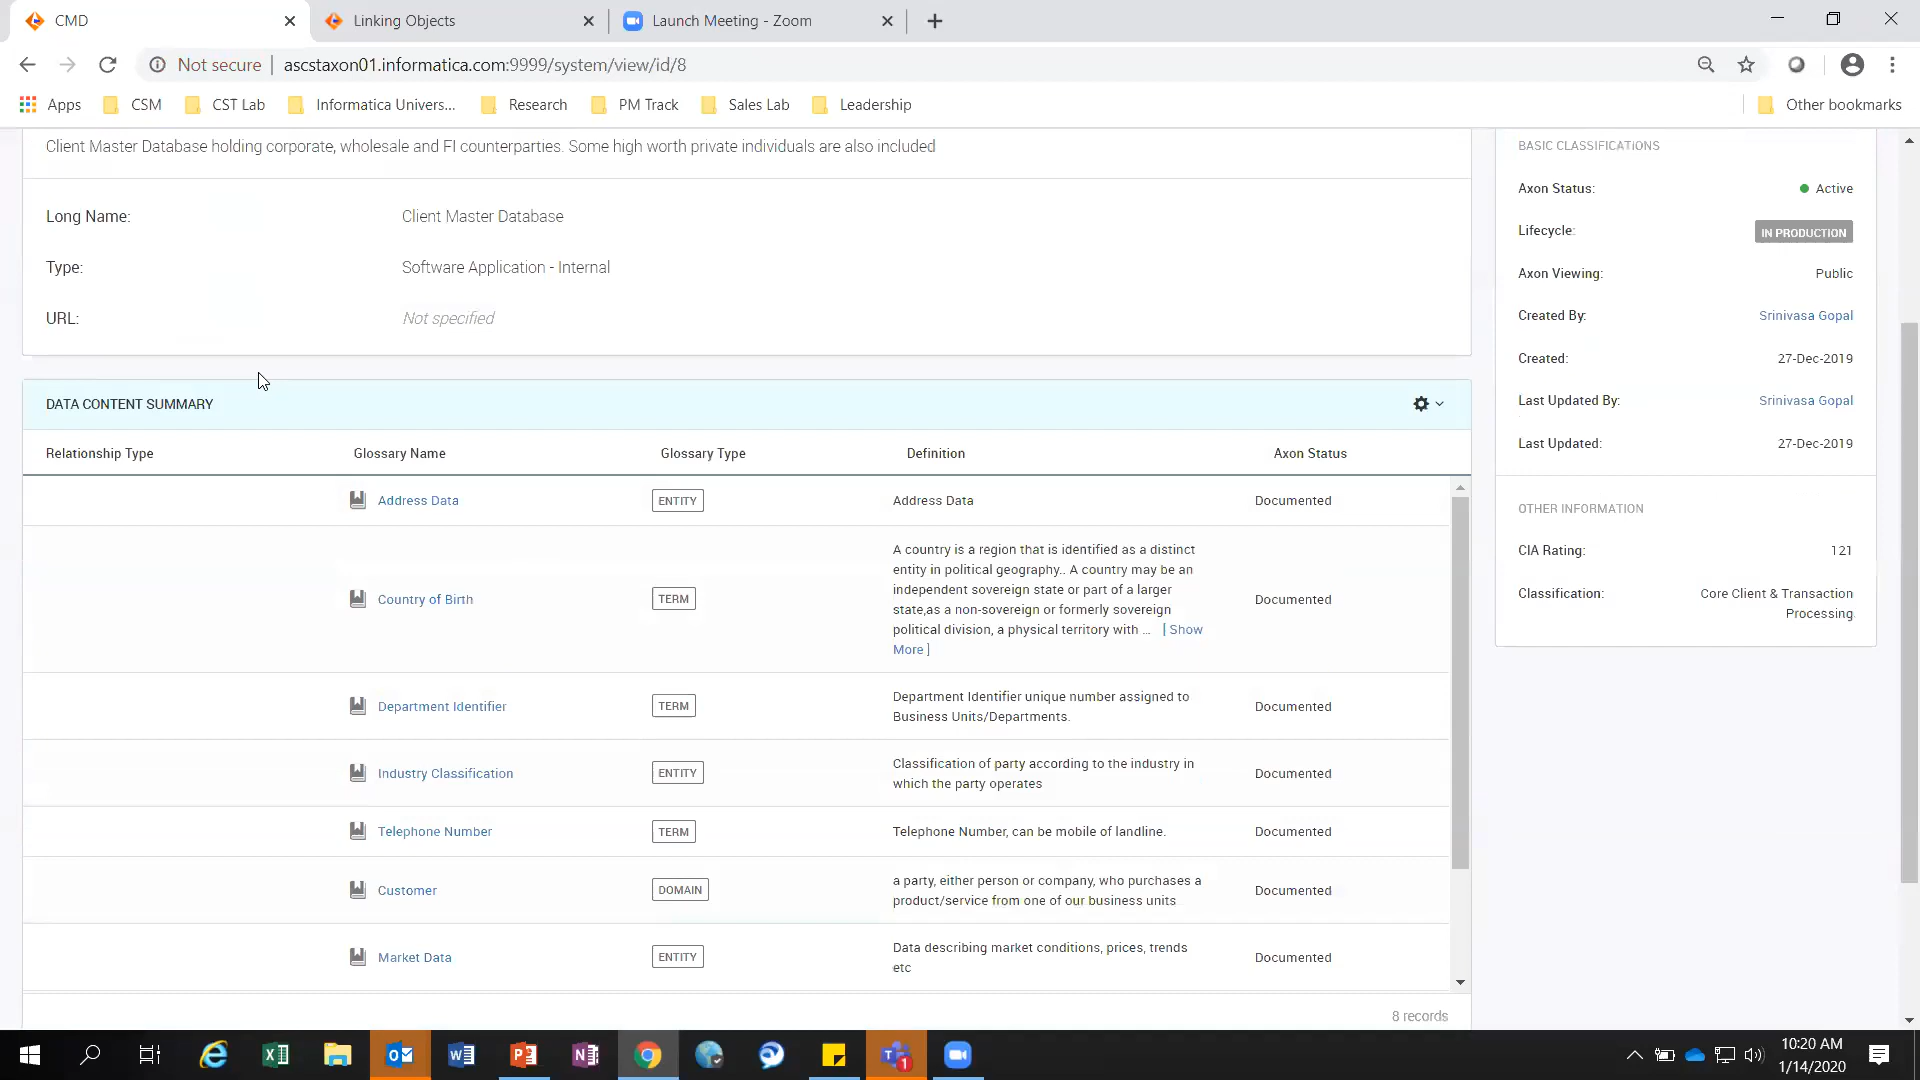 CMD
Linking Objects
Launch Meeting - Zoom
Not secure
ascstaxon01.informatica.com:9999/system/view/id/8
Apps
CSM
CST Lab
Informatica Univers...
Research
PM Track
Sales Lab
Leadership
Other bookmarks
Client Master Database holding corporate, wholesale and FI counterparties. Some high worth private individuals are also included
Long Name:
Client Master Database
Type:
Software Application - Internal
URL:
Not specified
DATA CONTENT SUMMARY
Relationship Type
Glossary Name
Glossary Type
Definition
Axon Status
Address Data
ENTITY
Address Data
Documented
Country of Birth
TERM
A country is a region that is identified as a distinct
entity in political geography.. A country may be an
independent sovereign state or part of a larger
state,as a non-sovereign or formerly sovereign
political division, a physical territory with ... [ Show
More ]
Documented
Department Identifier
TERM
Department Identifier unique number assigned to
Business Units/Departments.
Documented
Industry Classification
ENTITY
Classification of party according to the industry in
which the party operates
Documented
Telephone Number
TERM
Telephone Number, can be mobile of landline.
Documented
Customer
DOMAIN
a party, either person or company, who purchases a
product/service from one of our business units
Documented
Market Data
ENTITY
Data describing market conditions, prices, trends
etc
Documented
8 records
BASIC CLASSIFICATIONS
Axon Status:
Active
Lifecycle:
IN PRODUCTION
Axon Viewing:
Public
Created By:
Srinivasa Gopal
Created:
27-Dec-2019
Last Updated By:
Srinivasa Gopal
Last Updated:
27-Dec-2019
OTHER INFORMATION
CIA Rating:
121
Classification:
Core Client & Transaction
Processing
10:20 AM
1/14/2020